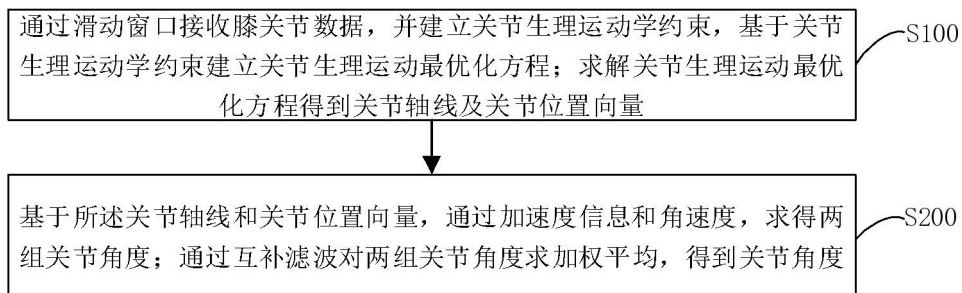 通过滑动窗口接收膝关节数据，并建立关节生理运动学约束，基于关节
生理运动学约束建立关节生理运动最优化方程；求解关节生理运动最优
化方程得到关节轴线及关节位置向量
S100
基于所述关节轴线和关节位置向量，通过加速度信息和角速度，求得两
组关节角度；通过互补滤波对两组关节角度求加权平均，得到关节角度
S200